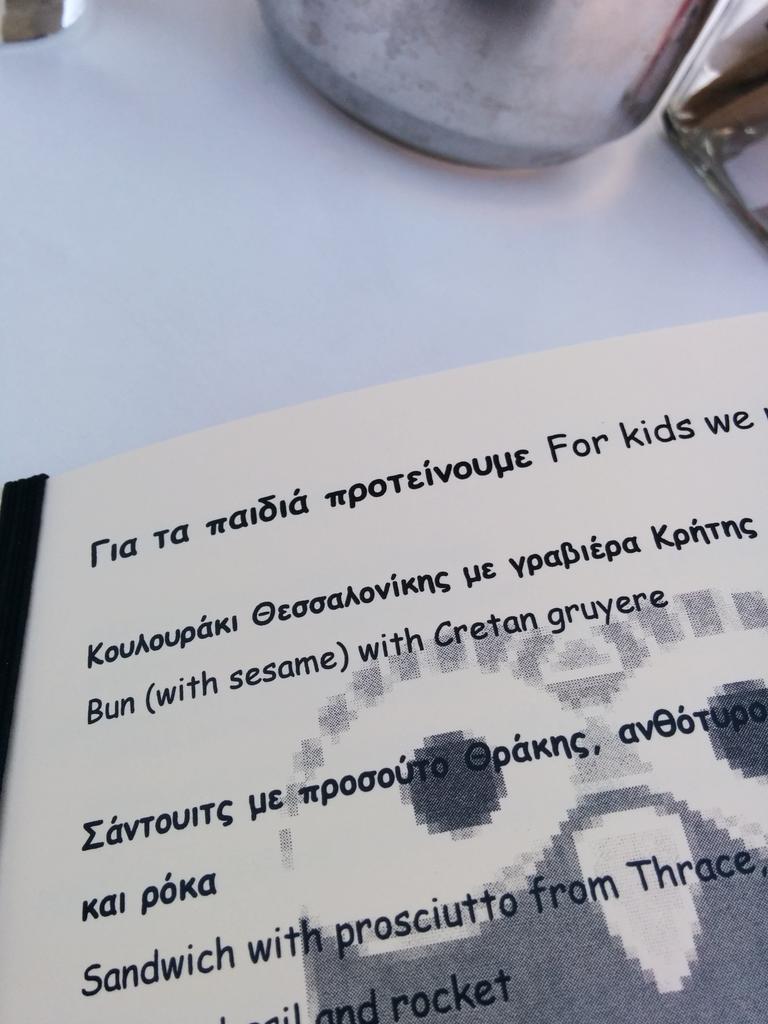 Για τα παιδιά προτείνουμε For kids we
Κουλουράκι Θεσσαλονίκης με γραβιέρα Κρήτης
Bun (with sesame) with Cretan gruyere
Σάντουιτς με προσούτο Θράκης, ανθότυρο
και ρόκα
Sandwich with prosciutto from Thrace,
and rocket